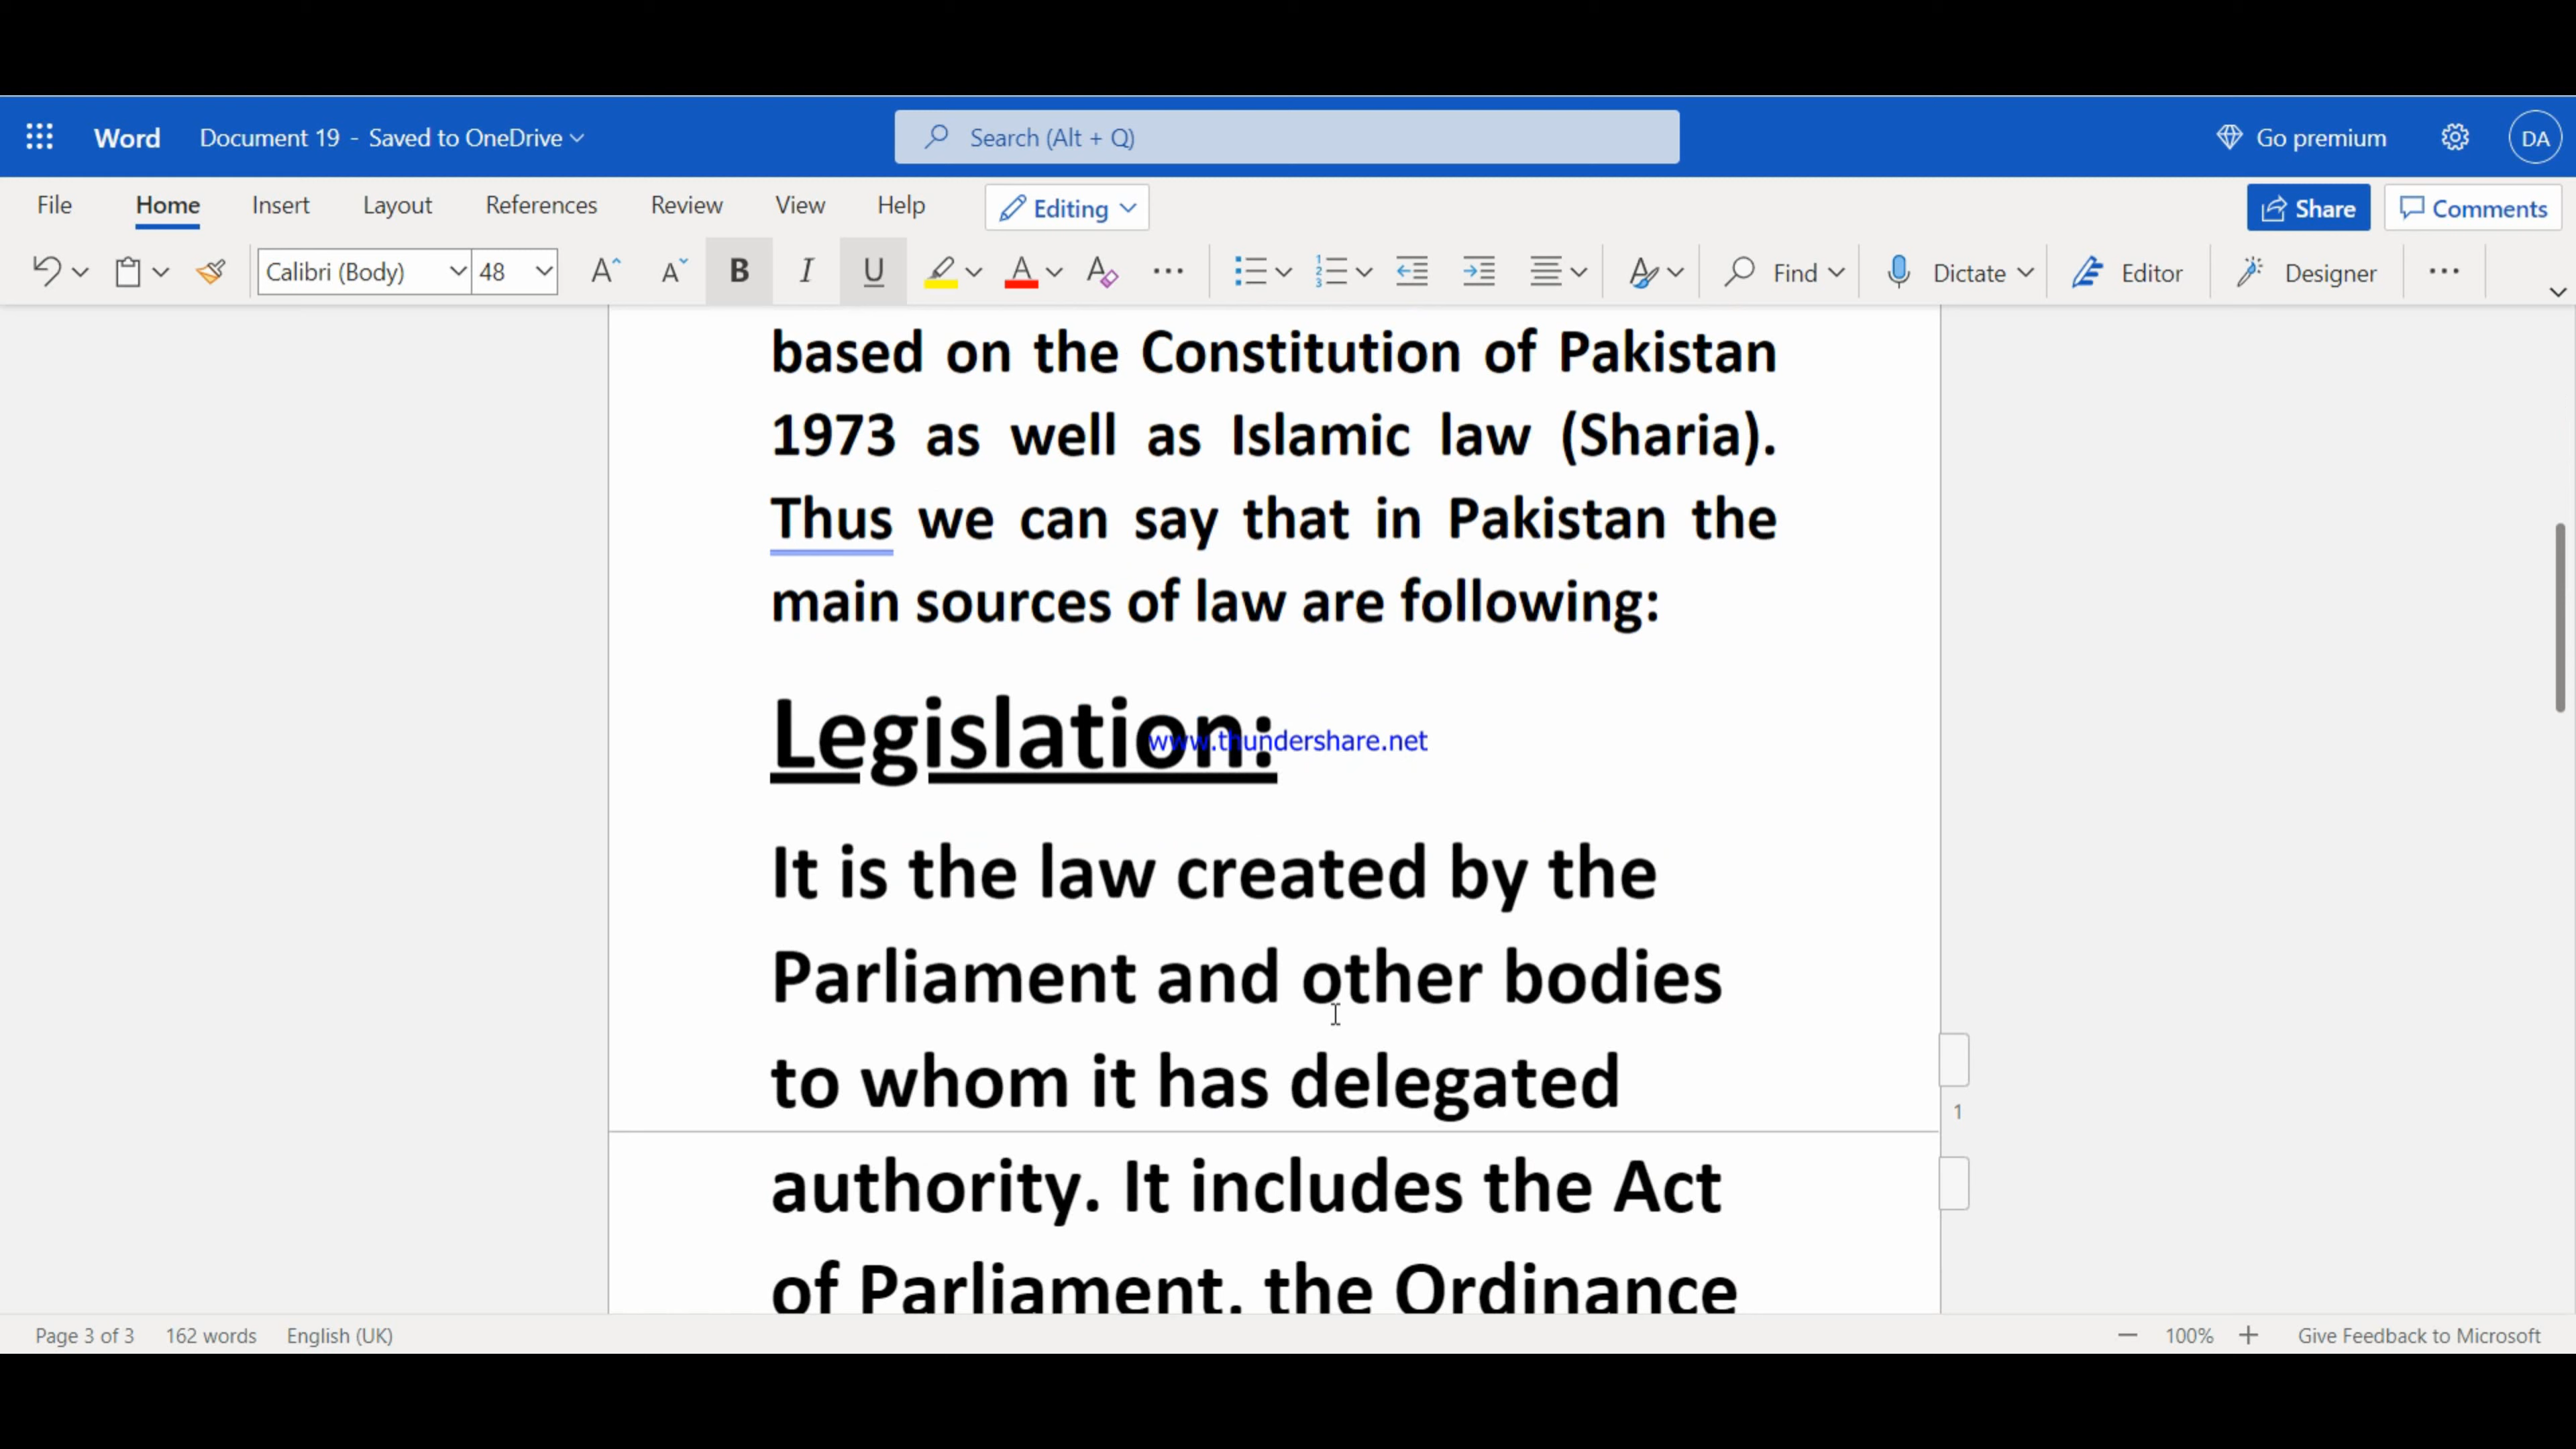 Word Document 19 - Saved to OneDrive Search (Alt + Q) Go premium DA
File Home Insert Layout References Review View Help Editing Share Comments
Calibri (Body) 48 A A B I U A A Find Dictate Editor Designer
based on the Constitution of Pakistan
1973 as well as Islamic law (Sharia).
Thus we can say that in Pakistan the
main sources of law are following:
Legislation:
www.thundershare.net
It is the law created by the
Parliament and other bodies
to whom it has delegated
1
authority. It includes the Act
of Parliament, the Ordinance
Page 3 of 3 162 words English (UK) 100% Give Feedback to Microsoft